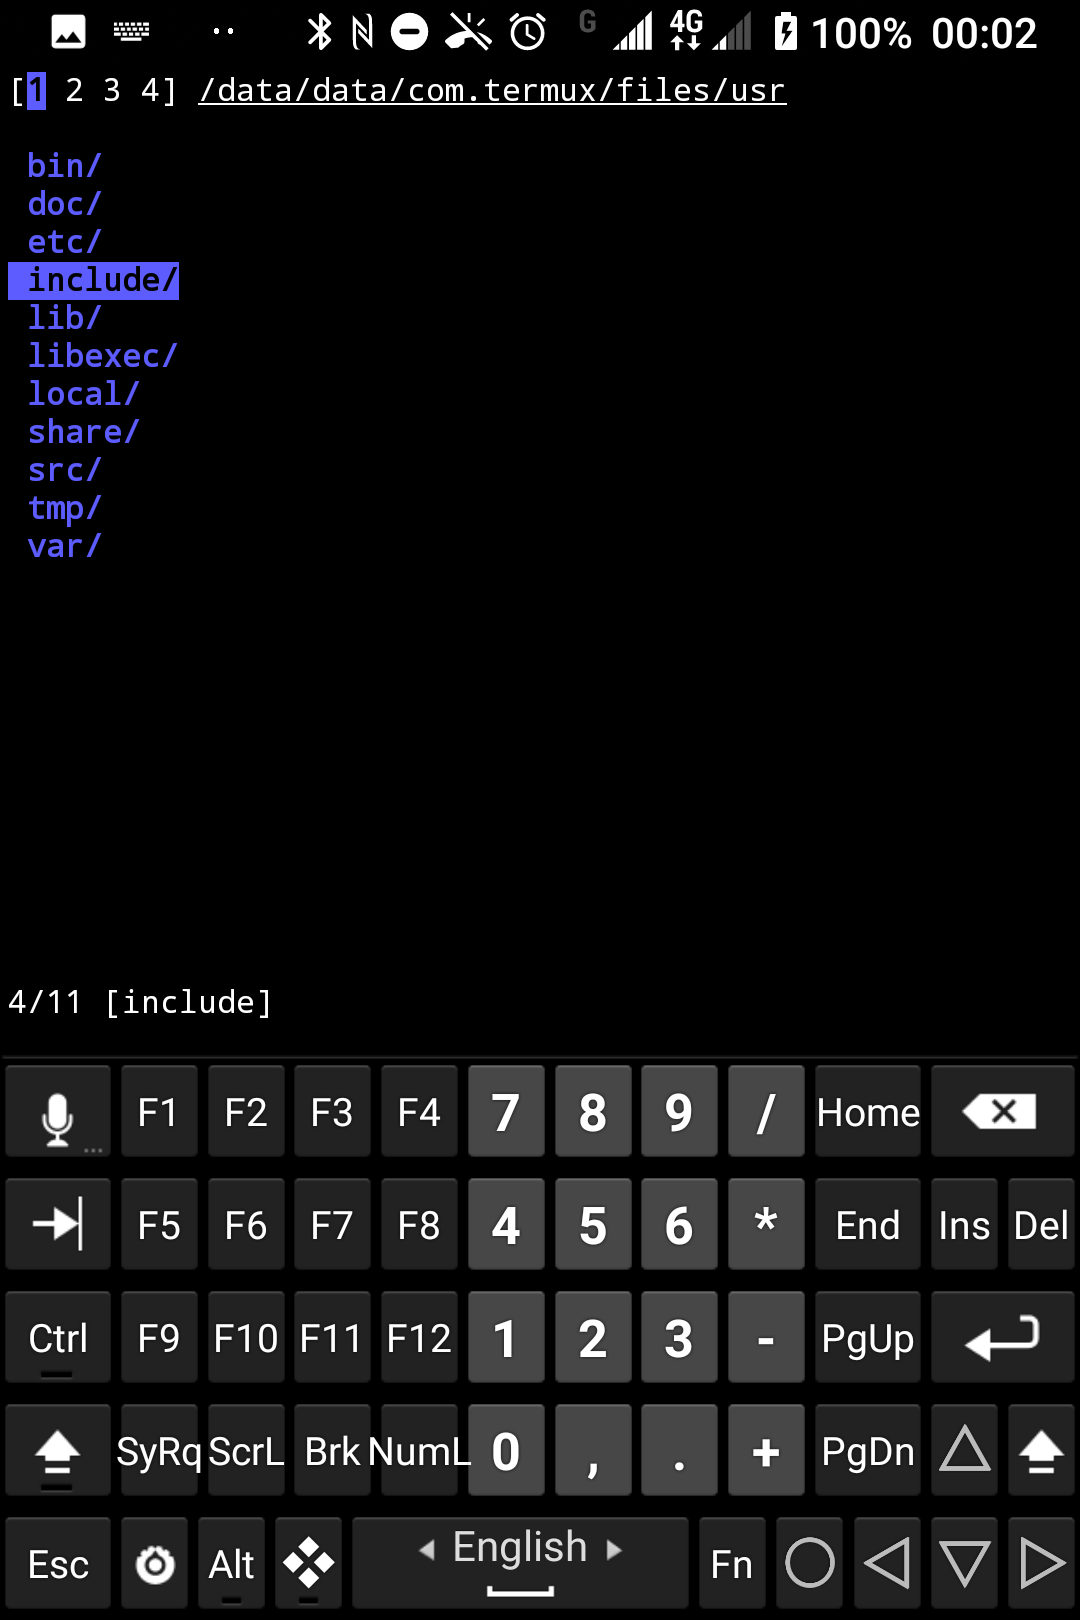 G 4G 100% 00:02
[1 2 3 4] /data/data/com.termux/files/usr
bin/
doc/
etc/
include/
lib/
libexec/
local/
share/
src/
tmp/
var/
4/11 [include]
... F1 F2 F3 F4 7 8 9 / Home
F5 F6 F7 F8 4 5 6 * End Ins Del
Ctrl F9 F10 F11 F12 1 2 3 - PgUp
SyRq ScrL Brk NumL 0 , . + PgDn
Esc Alt English Fn